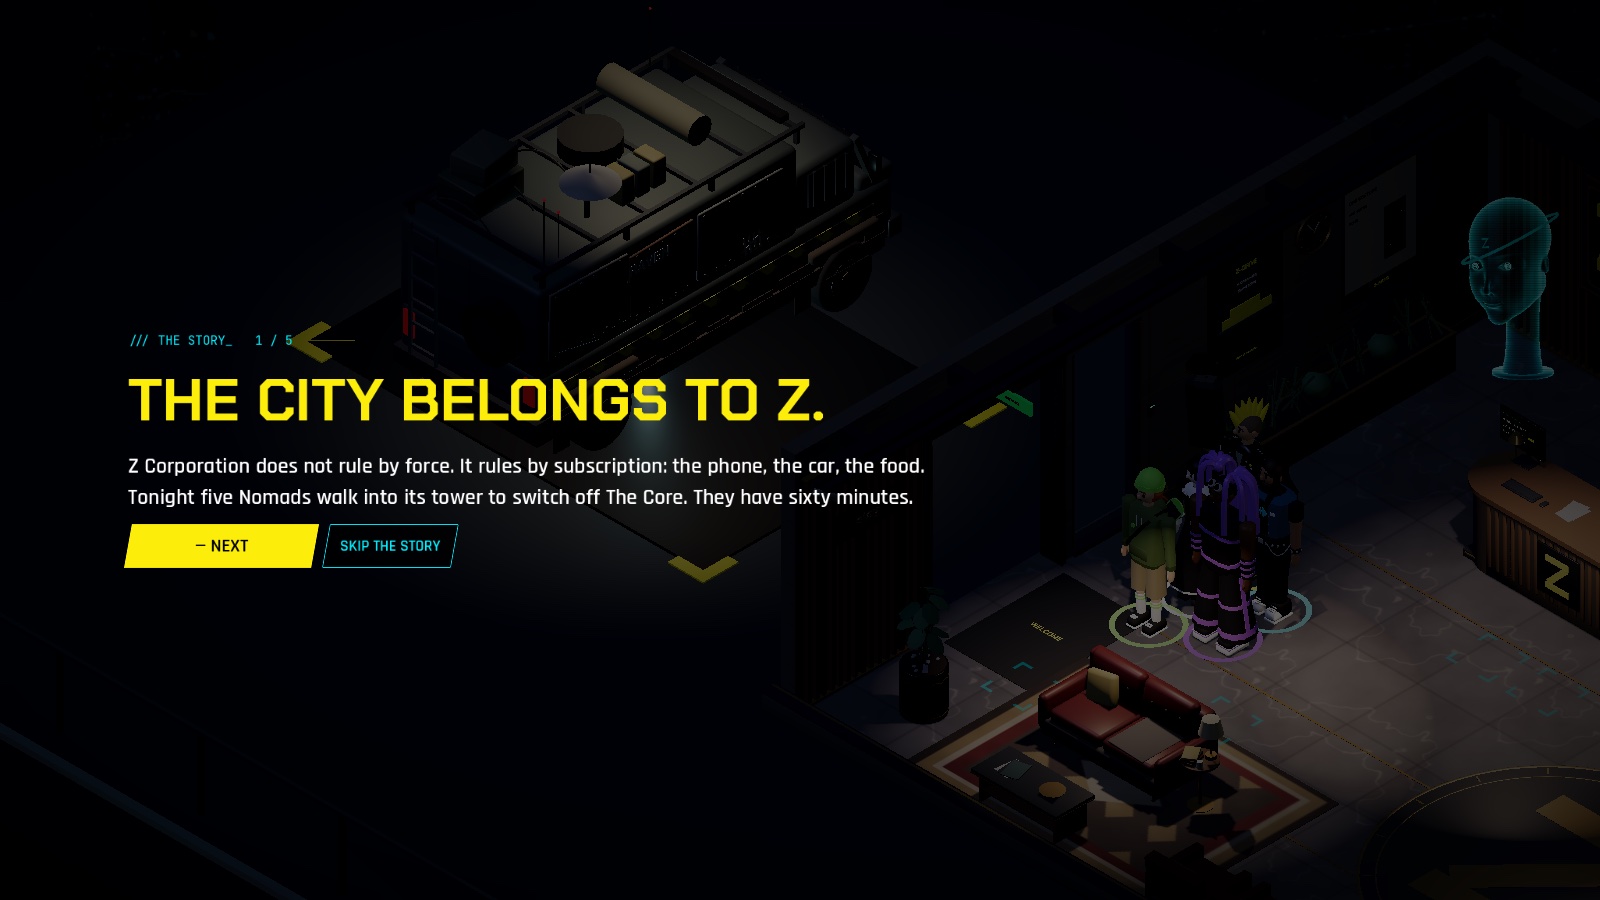 /// THE STORY_ 1 / 5
THE CITY BELONGS TO Z.
Z Corporation does not rule by force. It rules by subscription: the phone, the car, the food.
Tonight five Nomads walk into its tower to switch off The Core. They have sixty minutes.
— NEXT
SKIP THE STORY
Z
WELCOME
Z